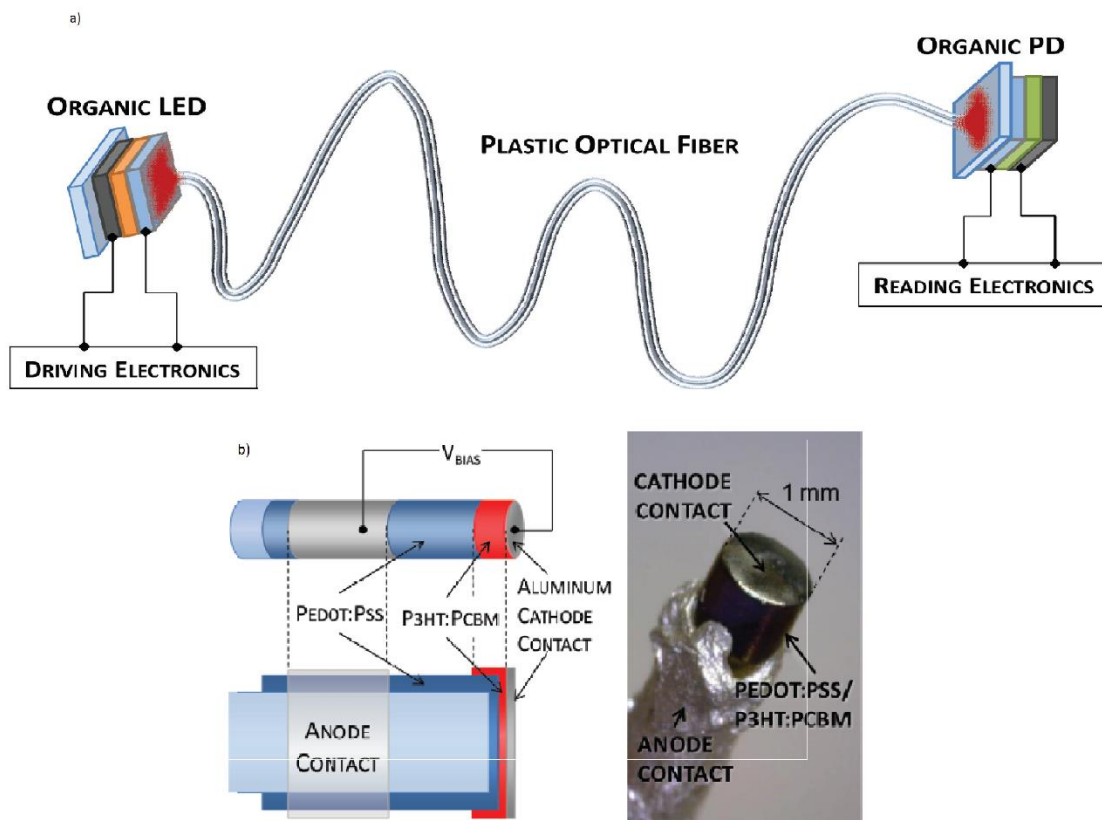 a)
ORGANIC PD
ORGANIC LED
PLASTIC OPTICAL FIBER
READING ELECTRONICS
DRIVING ELECTRONICS
b)
VBIAS
PEDOT:PSS
P3HT:PCBM
ALUMINUM
CATHODE
CONTACT
ANODE
CONTACT
CATHODE
CONTACT
1 mm
PEDOT:PSS/
P3HT:PCBM
ANODE
CONTACT